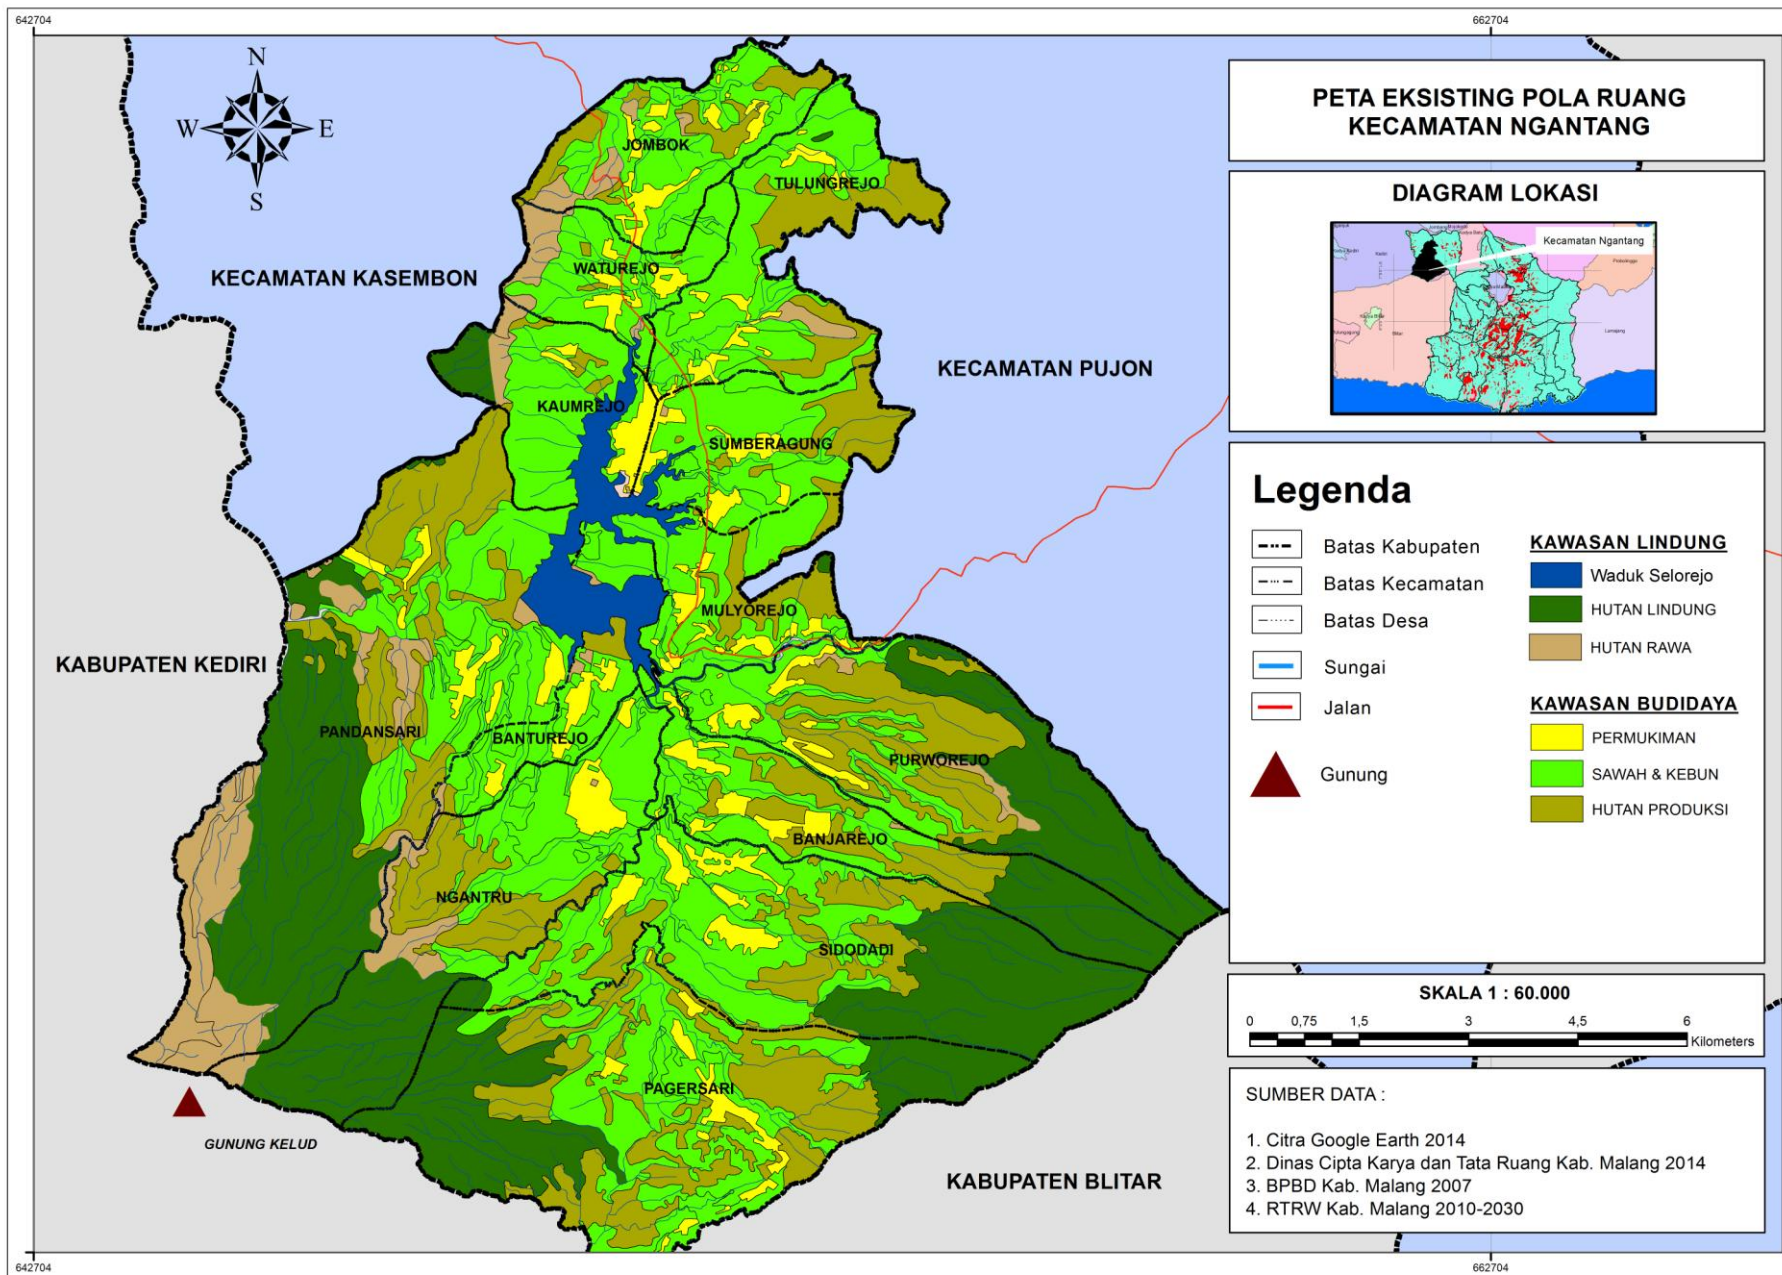 642704
662704
N
W
E
S
PETA EKSISTING POLA RUANG
KECAMATAN NGANTANG
DIAGRAM LOKASI
Kecamatan Ngantang
JOMBOK
TULUNGREJO
KECAMATAN KASEMBON
WATUREJO
KECAMATAN PUJON
KAUMREJO
SUMBERAGUNG
MULYOREJO
KABUPATEN KEDIRI
PANDANSARI
BANTUREJO
PURWOREJO
BANJAREJO
NGANTRU
SIDODADI
PAGERSARI
GUNUNG KELUD
KABUPATEN BLITAR
Legenda
Batas Kabupaten
Batas Kecamatan
Batas Desa
Sungai
Jalan
Gunung
KAWASAN LINDUNG
Waduk Selorejo
HUTAN LINDUNG
HUTAN RAWA
KAWASAN BUDIDAYA
PERMUKIMAN
SAWAH & KEBUN
HUTAN PRODUKSI
SKALA 1 : 60.000
0 0,75 1,5 3 4,5 6
Kilometers
SUMBER DATA :
1. Citra Google Earth 2014
2. Dinas Cipta Karya dan Tata Ruang Kab. Malang 2014
3. BPBD Kab. Malang 2007
4. RTRW Kab. Malang 2010-2030
642704
662704